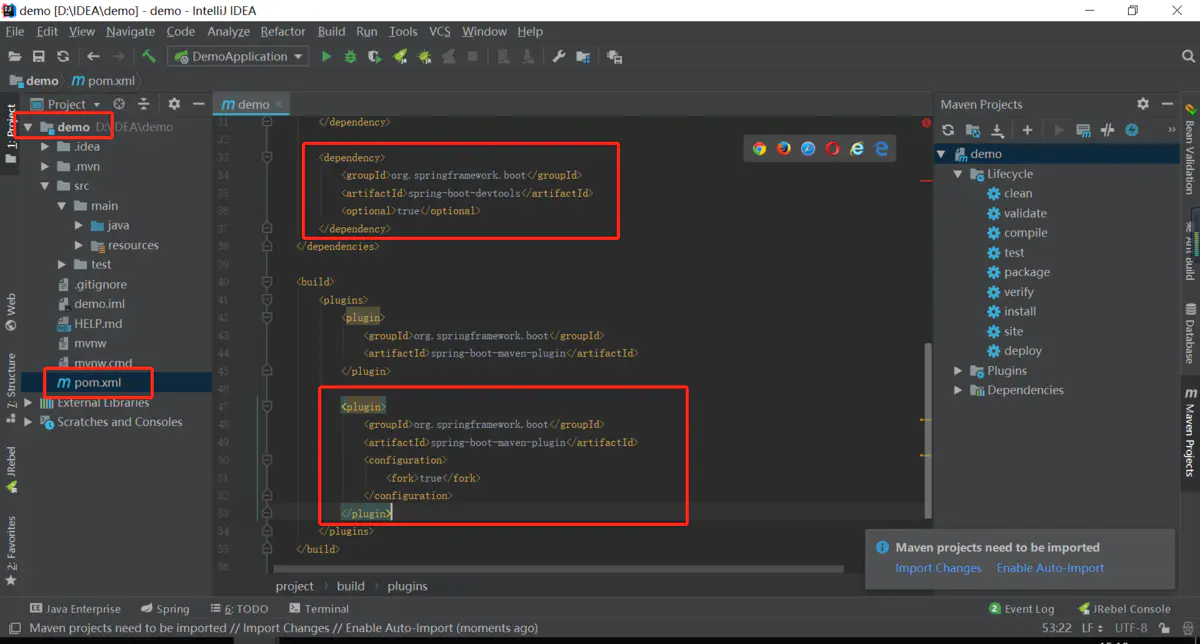 demo [D:\IDEA\demo] - demo - IntelliJ IDEA
File Edit View Navigate Code Analyze Refactor Build Run Tools VCS Window Help
DemoApplication
demo pom.xml
Project
demo
Maven Projects
demo D:\IDEA\demo
.idea
.mvn
src
main
java
resources
test
.gitignore
demo.iml
HELP.md
mvnw
mvnw.cmd
pom.xml
External Libraries
Scratches and Consoles
1: Project
Web
7: Structure
JRebel
2: Favorites
31 </dependency>
32
33 <dependency>
34 <groupId>org.springframework.boot</groupId>
35 <artifactId>spring-boot-devtools</artifactId>
36 <optional>true</optional>
37 </dependency>
38 </dependencies>
39
40 <build>
41 <plugins>
42 <plugin>
43 <groupId>org.springframework.boot</groupId>
44 <artifactId>spring-boot-maven-plugin</artifactId>
45 </plugin>
46
47 <plugin>
48 <groupId>org.springframework.boot</groupId>
49 <artifactId>spring-boot-maven-plugin</artifactId>
50 <configuration>
51 <fork>true</fork>
52 </configuration>
53 </plugin>
54 </plugins>
55 </build>
56
project build plugins
demo
Lifecycle
clean
validate
compile
test
package
verify
install
site
deploy
Plugins
Dependencies
Bean Validation
Ant Build
Database
Maven Projects
Maven projects need to be imported
Import Changes Enable Auto-Import
Java Enterprise Spring 6: TODO Terminal
2 Event Log JRebel Console
Maven projects need to be imported // Import Changes // Enable Auto-Import (moments ago)
53:22 LF UTF-8